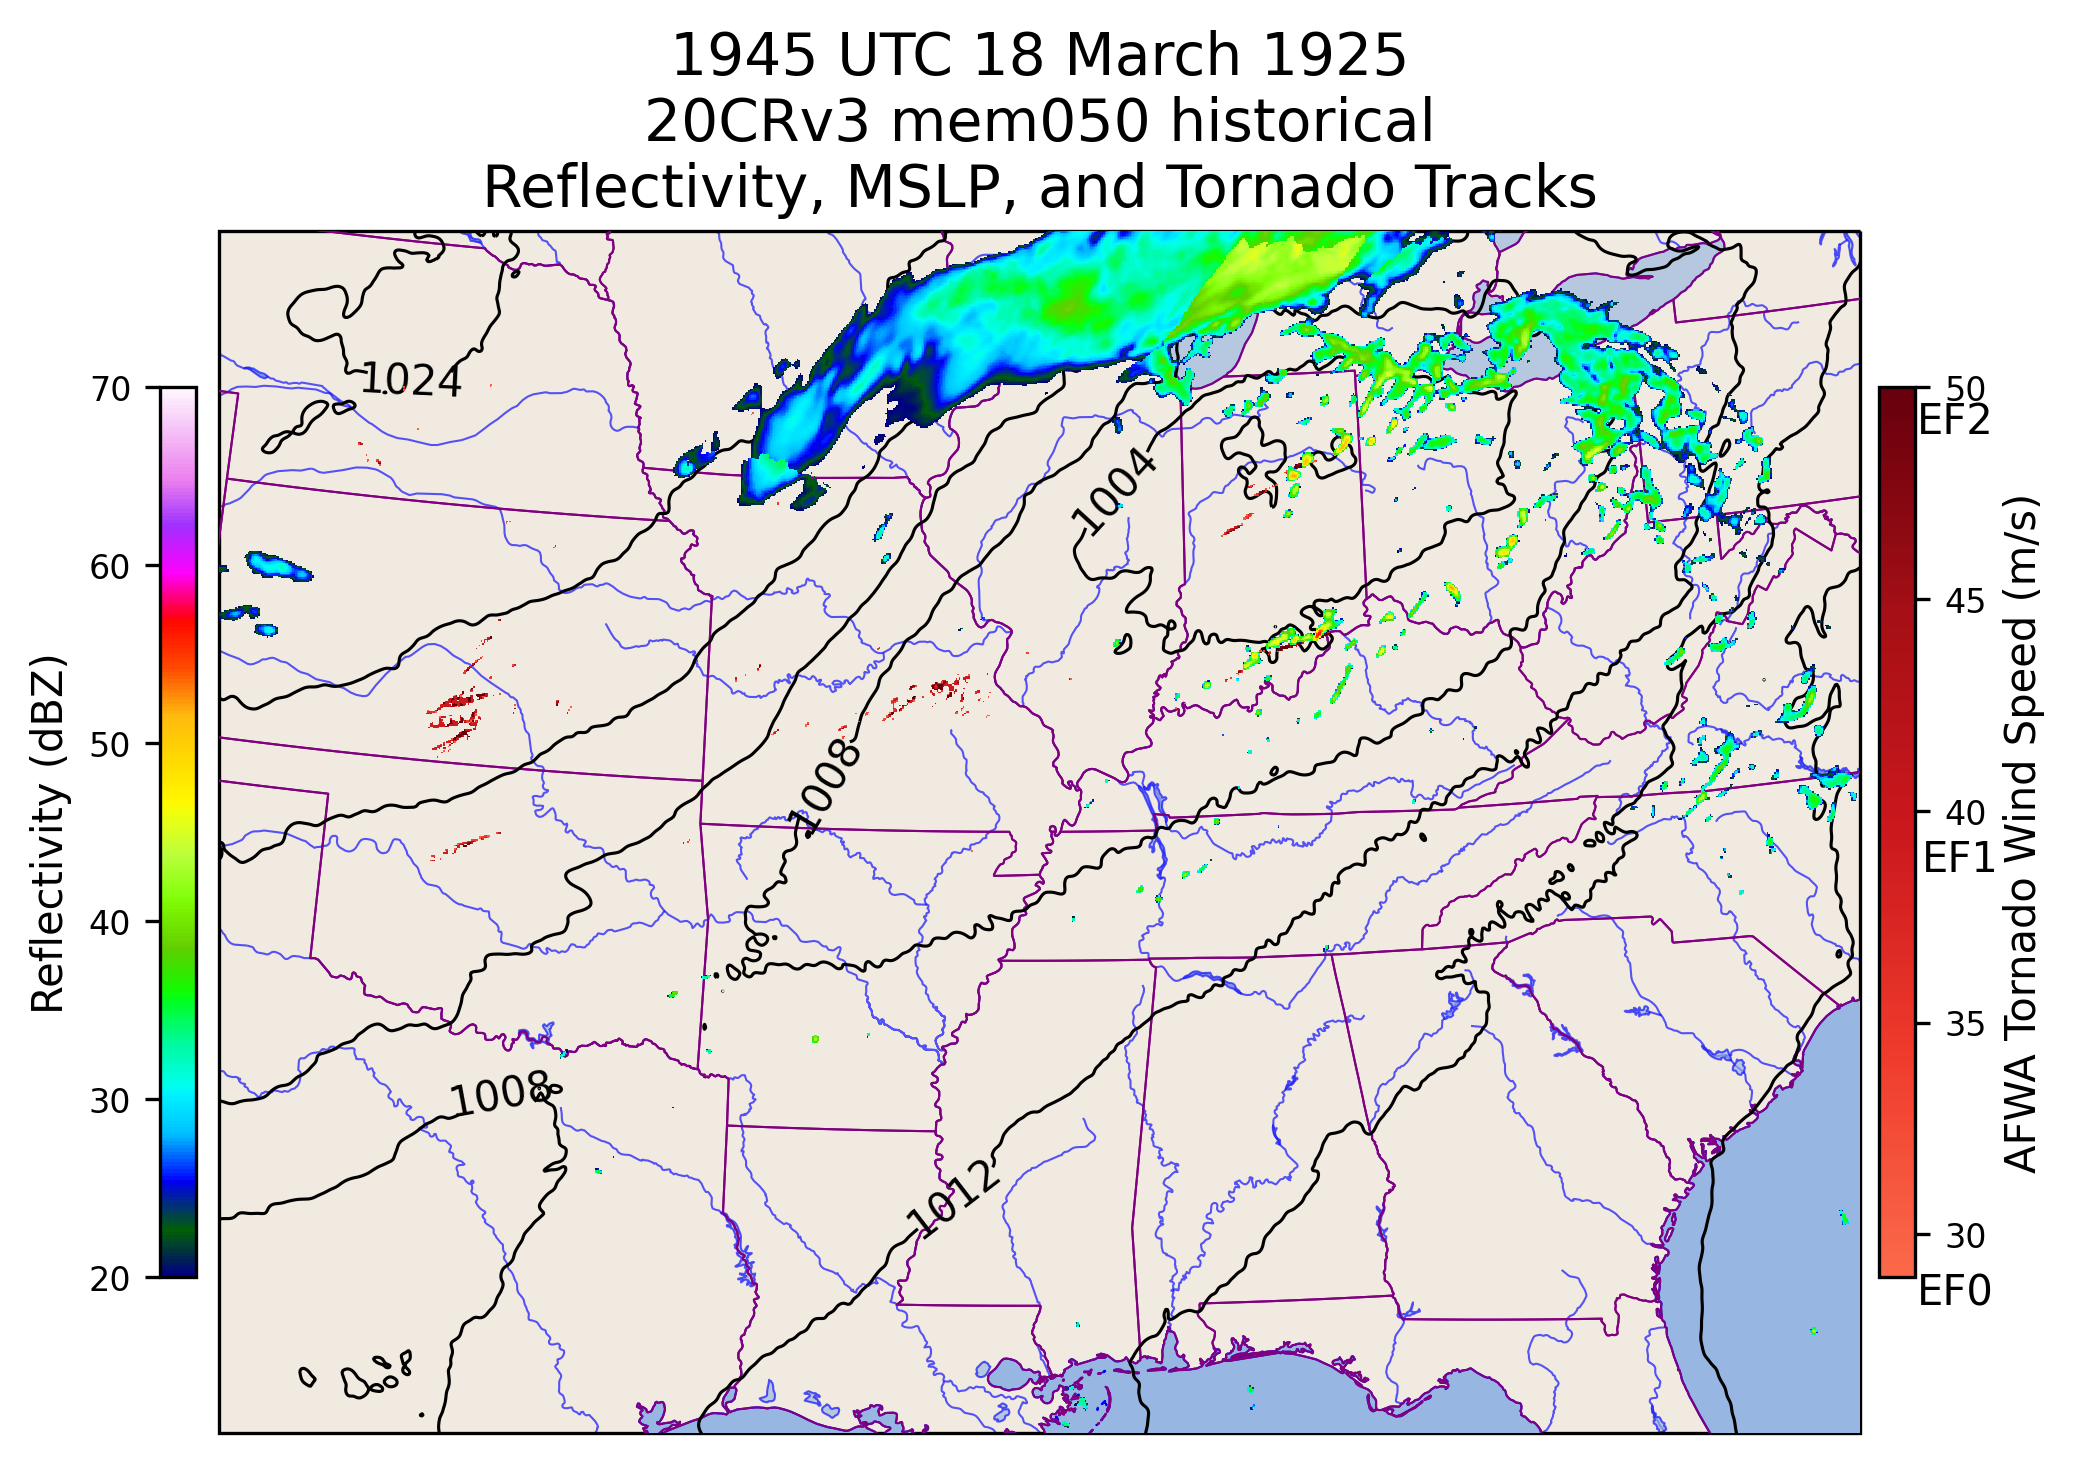 1945 UTC 18 March 1925
20CRv3 mem050 historical
Reflectivity, MSLP, and Tornado Tracks
1024
1004
1008
1008
1012
70
60
50
40
30
20
Reflectivity (dBZ)
50
EF2
45
40
EF1
35
30
EF0
AFWA Tornado Wind Speed (m/s)